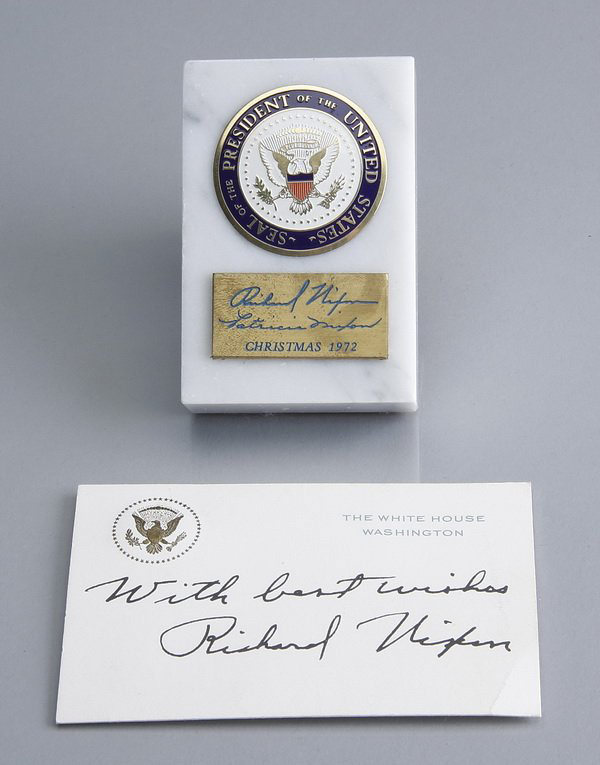 SEAL OF THE PRESIDENT OF THE UNITED STATES
Richard Nixon
Patricia Nixon
CHRISTMAS 1972
THE WHITE HOUSE
WASHINGTON
With best wishes
Richard Nixon